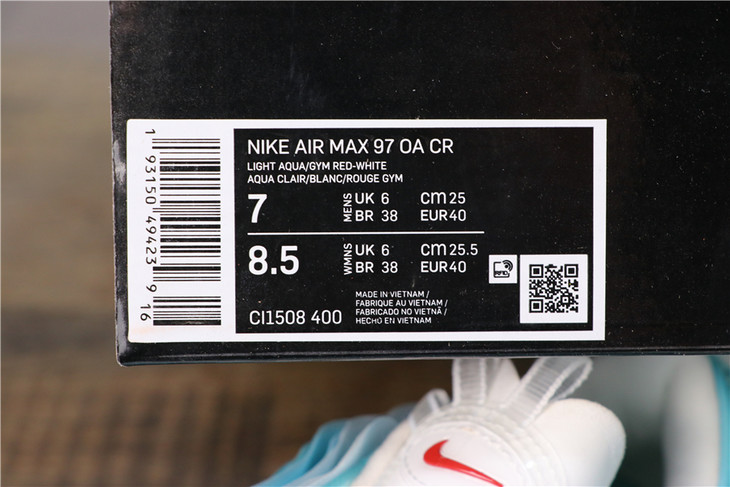 NIKE AIR MAX 97 OA CR
LIGHT AQUA/GYM RED-WHITE
AQUA CLAIR/BLANC/ROUGE GYM
7 MENS UK 6 cm 25
BR 38 EUR 40
8.5 WMNS UK 6 cm 25.5
BR 38 EUR 40
CI1508 400
MADE IN VIETNAM /
FABRIQUE AU VIETNAM /
FABRICADO NO VIETNÃ /
HECHO EN VIETNAM
1 93150 49423 9 16